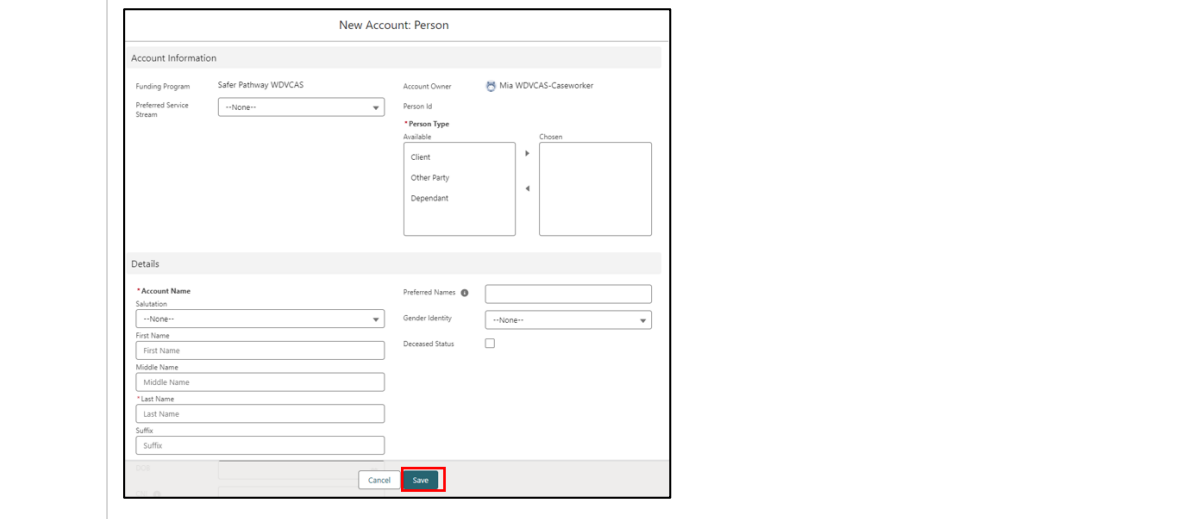 New Account: Person
Account Information
Funding Program
Safer Pathway WDVCAS
Account Owner
Mia WDVCAS-Caseworker
Preferred Service
Stream
--None--
Person Id
*Person Type
Available
Chosen
Client
Other Party
Dependant
Details
*Account Name
Salutation
--None--
First Name
First Name
Middle Name
Middle Name
*Last Name
Last Name
Suffix
Suffix
Preferred Names
Gender Identity
--None--
Deceased Status
DOB
Cancel
Save